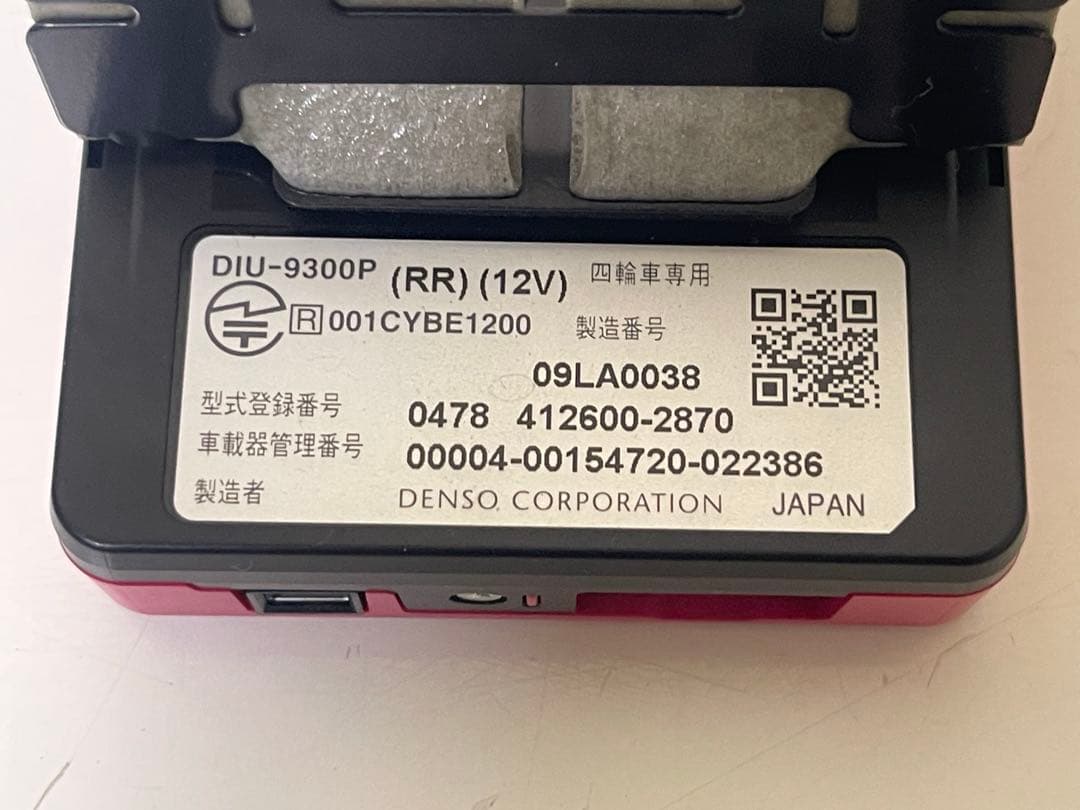 DIU-9300P (RR) (12V) 四輪車専用
R 001CYBE1200 製造番号
09LA0038
型式登録番号 0478 412600-2870
車載器管理番号 00004-00154720-022386
製造者 DENSO CORPORATION JAPAN